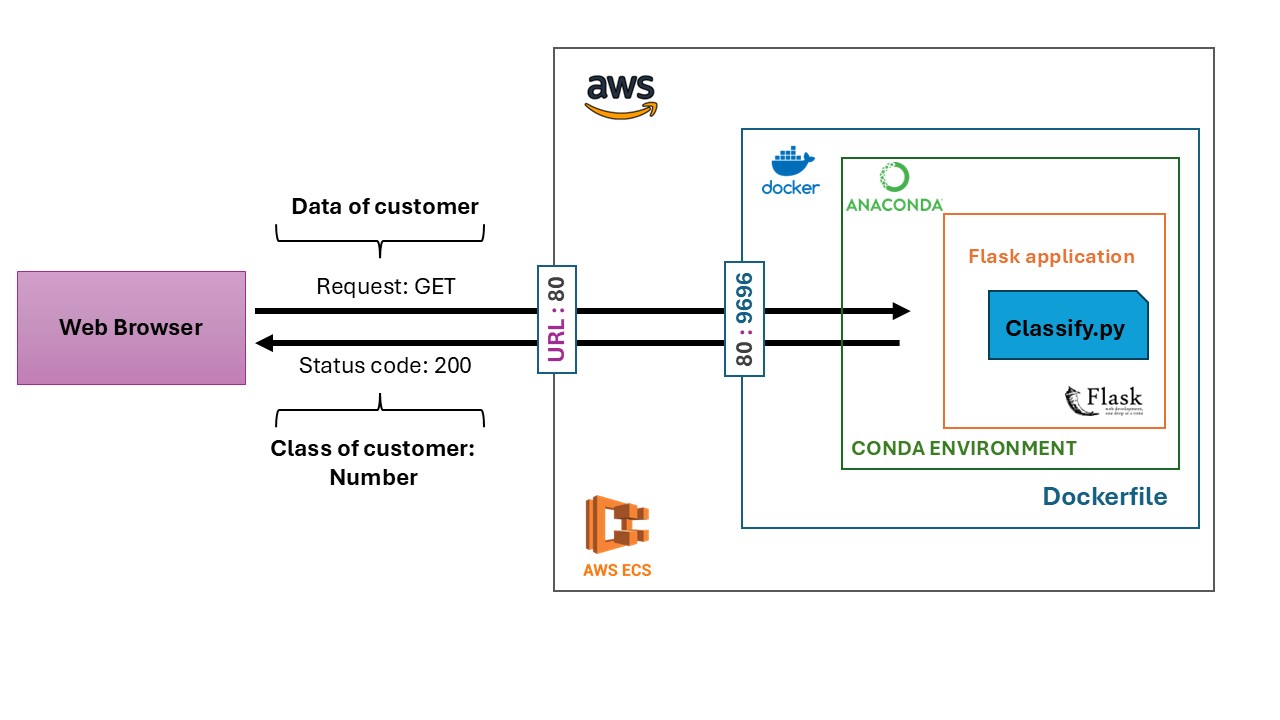 aws
docker
ANACONDA
Data of customer
Flask application
Request: GET
URL : 80
80 : 9696
Web Browser
Classify.py
Status code: 200
Flask
web development,
one drop at a time
CONDA ENVIRONMENT
Class of customer:
Number
Dockerfile
AWS ECS